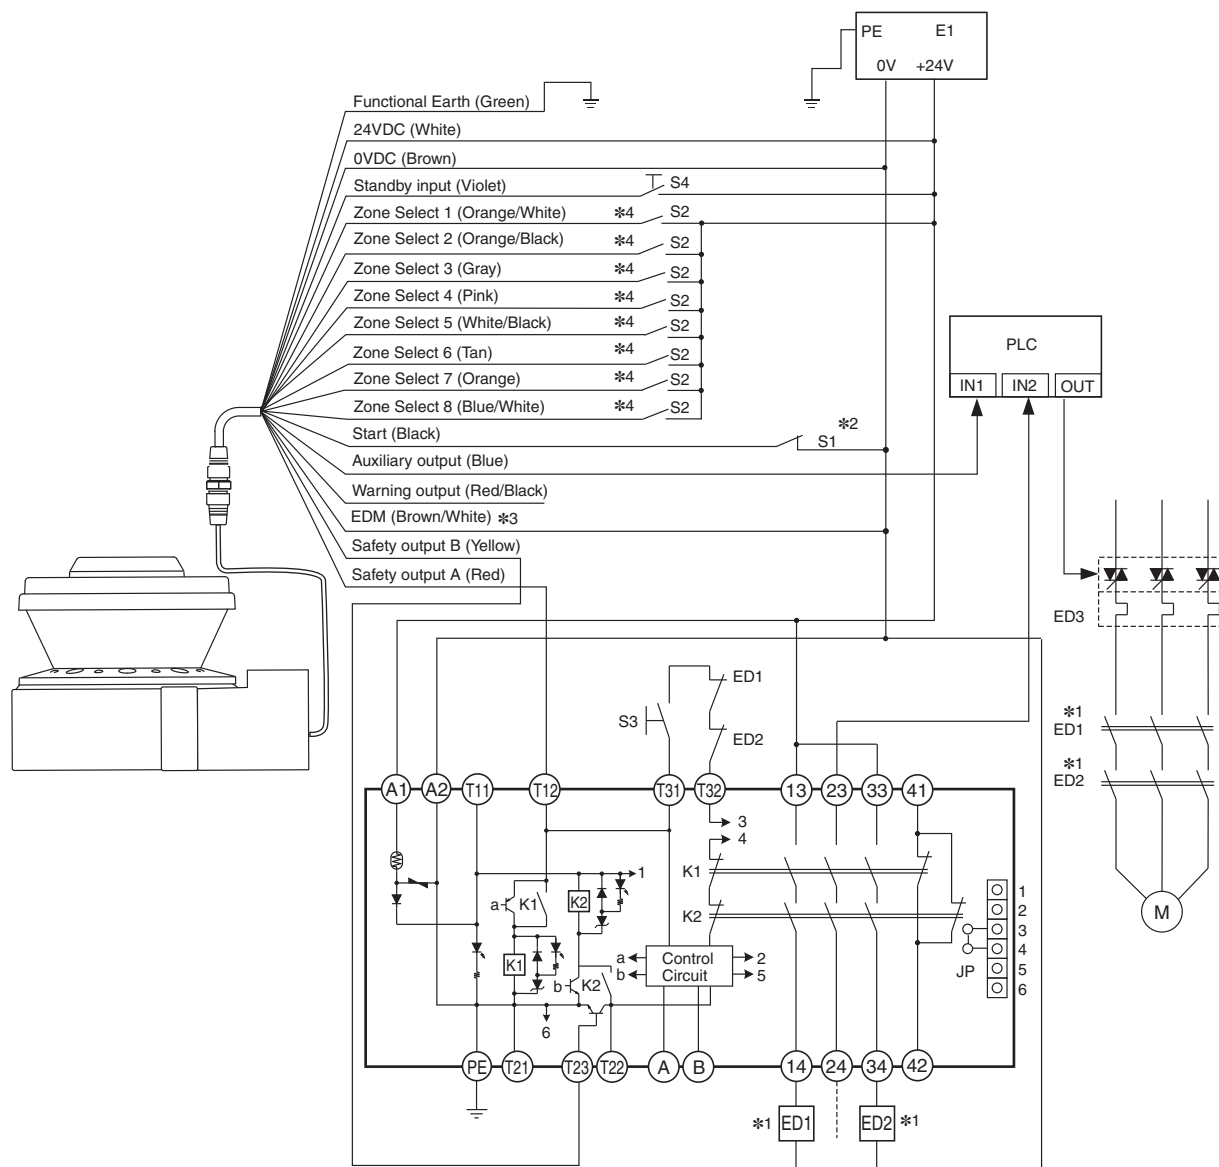 PE E1
0V +24V
Functional Earth (Green)
24VDC (White)
0VDC (Brown)
Standby input (Violet) S4
Zone Select 1 (Orange/White) ✻4 S2
Zone Select 2 (Orange/Black) ✻4 S2
Zone Select 3 (Gray) ✻4 S2
Zone Select 4 (Pink) ✻4 S2
Zone Select 5 (White/Black) ✻4 S2
Zone Select 6 (Tan) ✻4 S2
Zone Select 7 (Orange) ✻4 S2
Zone Select 8 (Blue/White) ✻4 S2
Start (Black) ✻2
S1
Auxiliary output (Blue)
Warning output (Red/Black)
EDM (Brown/White) ✻3
Safety output B (Yellow)
Safety output A (Red)
PLC
IN1 IN2 OUT
ED3
✻1
ED1
✻1
ED2
M
S3
ED1
ED2
A1 A2 T11 T12 T31 T32 13 23 33 41
3
4
K1
K2
1
a K1
K2
K1
b K2
6
a Control 2
b Circuit 5
JP
1
2
3
4
5
6
PE T21 T23 T22 A B 14 24 34 42
✻1 ED1 ED2 ✻1